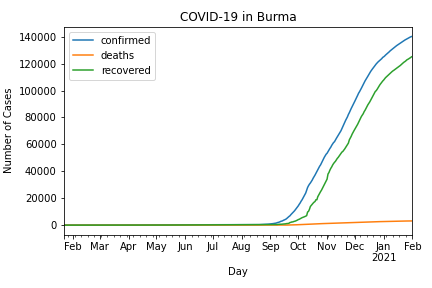 COVID-19 in Burma
confirmed
deaths
recovered
Number of Cases
140000
120000
100000
80000
60000
40000
20000
0
Feb Mar Apr May Jun Jul Aug Sep Oct Nov Dec Jan Feb
2021
Day